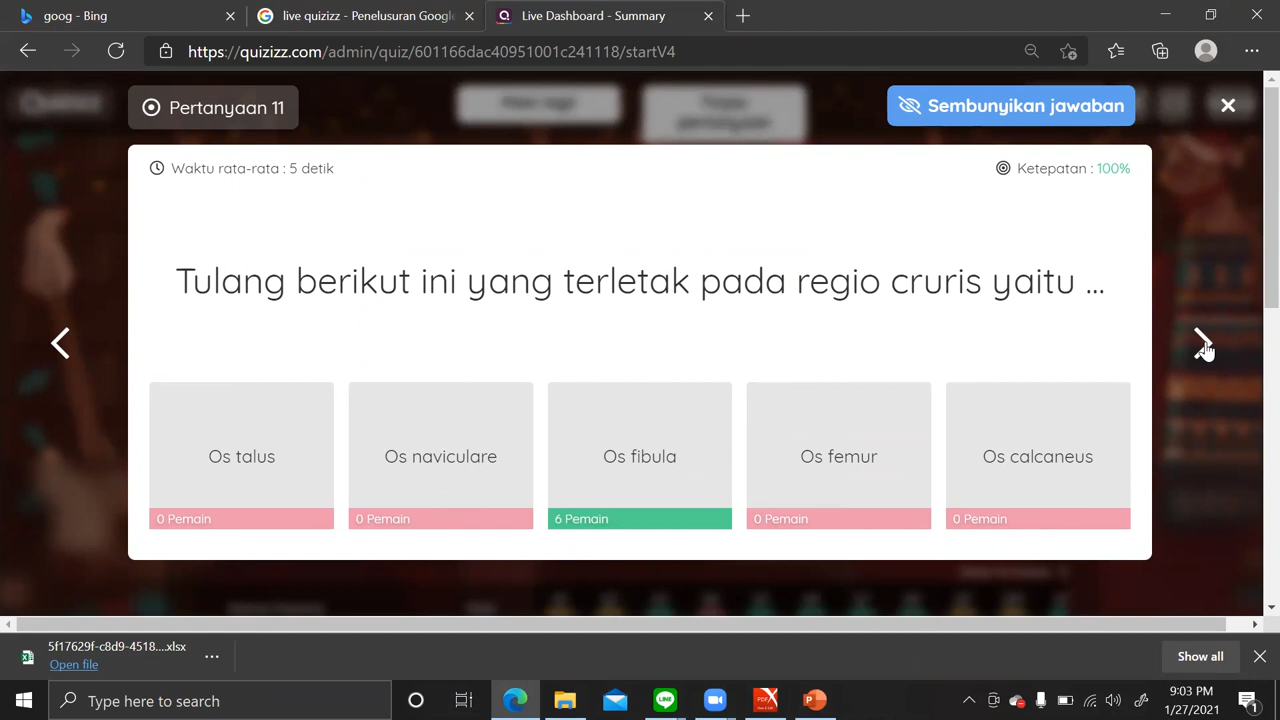 goog - Bing
live quizizz - Penelusuran Google
Live Dashboard - Summary
https://quizizz.com/admin/quiz/601166dac40951001c241118/startV4
Pertanyaan 11
Sembunyikan jawaban
Waktu rata-rata : 5 detik
Ketepatan : 100%
Tulang berikut ini yang terletak pada regio cruris yaitu ...
Os talus
Os naviculare
Os fibula
Os femur
Os calcaneus
0 Pemain
0 Pemain
6 Pemain
0 Pemain
0 Pemain
5f17629f-c8d9-4518....xlsx
Open file
Show all
Type here to search
9:03 PM
1/27/2021